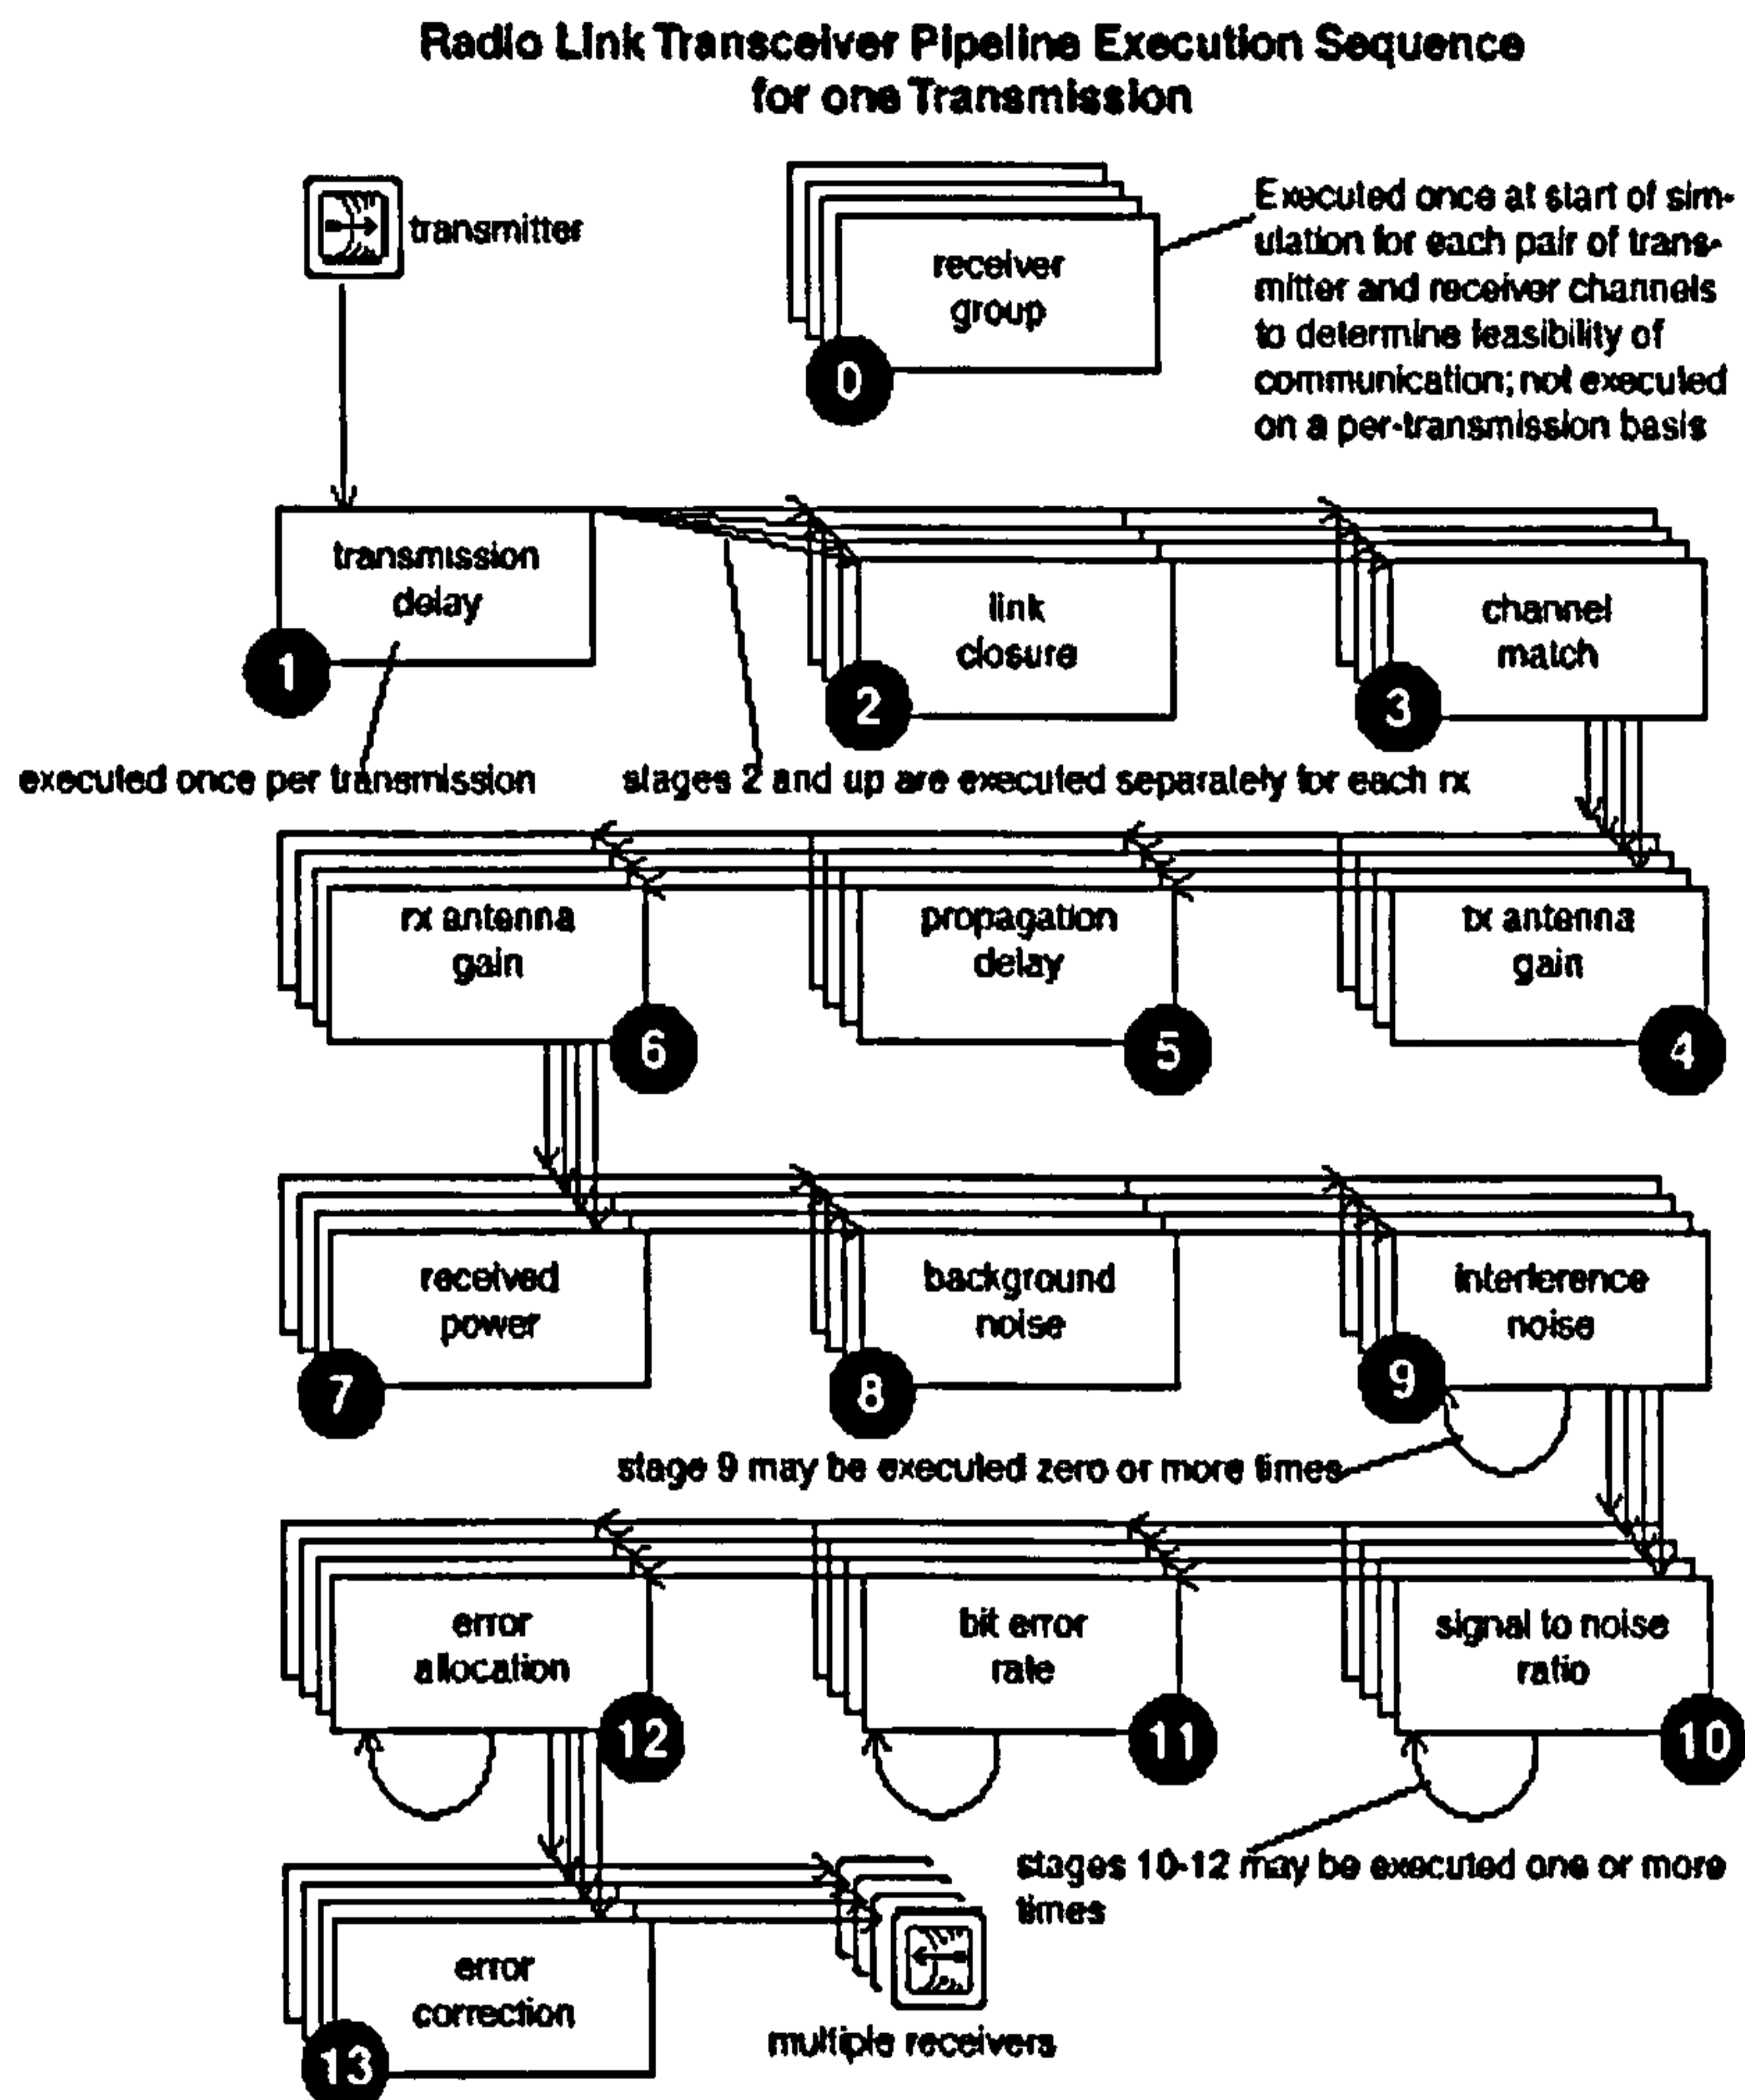 Radio Link Transceiver Pipeline Execution Sequence
for one Transmission
transmitter
receiver
group
0
Executed once at start of sim-
ulation for each pair of trans-
mitter and receiver channels
to determine feasibility of
communication; not executed
on a per-transmission basis
transmission
delay
1
link
closure
2
channel
match
3
executed once per transmission
stages 2 and up are executed separately for each rx
rx antenna
gain
6
propagation
delay
5
tx antenna
gain
4
received
power
7
background
noise
8
interference
noise
9
stage 9 may be executed zero or more times
error
allocation
12
bit error
rate
11
signal to noise
ratio
10
stages 10-12 may be executed one or more
times
error
correction
13
multiple receivers